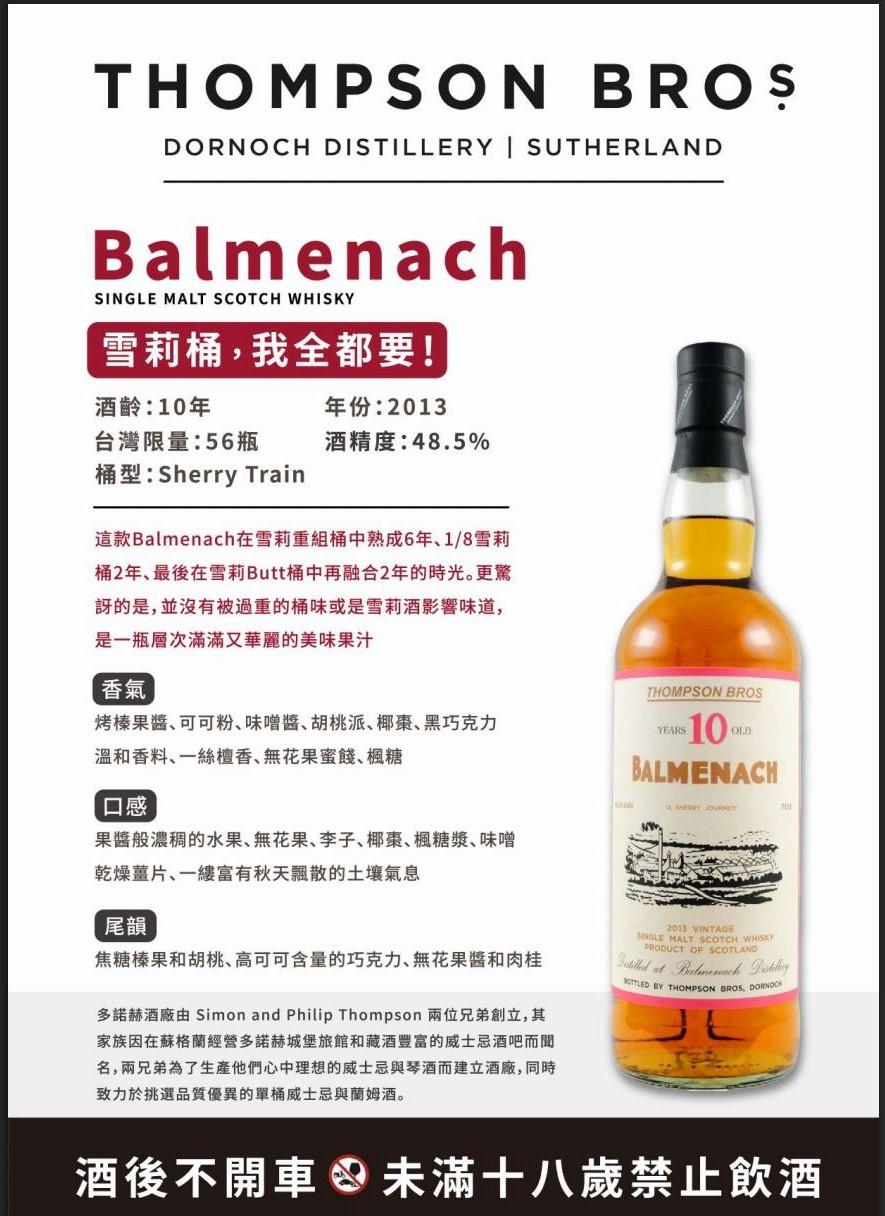 THOMPSON BROS
DORNOCH DISTILLERY | SUTHERLAND
Balmenach
SINGLE MALT SCOTCH WHISKY
雪莉桶，我全都要！
酒齡：10年
年份：2013
台灣限量：56瓶
酒精度：48.5%
桶型：Sherry Train
這款Balmenach在雪莉重組桶中熟成6年、1/8雪莉
桶2年、最後在雪莉Butt桶中再融合2年的時光。更驚
訝的是，並沒有被過重的桶味或是雪莉酒影響味道，
是一瓶層次滿滿又華麗的美味果汁
香氣
烤榛果醬、可可粉、味噌醬、胡桃派、椰棗、黑巧克力
溫和香料、一絲檀香、無花果蜜餞、楓糖
口感
果醬般濃稠的水果、無花果、李子、椰棗、楓糖漿、味噌
乾燥薑片、一縷富有秋天飄散的土壤氣息
尾韻
焦糖榛果和胡桃、高可可含量的巧克力、無花果醬和肉桂
多諾赫酒廠由 Simon and Philip Thompson 兩位兄弟創立，其
家族因在蘇格蘭經營多諾赫城堡旅館和藏酒豐富的威士忌酒吧而聞
名，兩兄弟為了生產他們心中理想的威士忌與琴酒而建立酒廠，同時
致力於挑選品質優異的單桶威士忌與蘭姆酒。
THOMPSON BROS
YEARS 10 OLD
BALMENACH
"A SHERRY JOURNEY"
70cl
2013 VINTAGE
SINGLE MALT SCOTCH WHISKY
PRODUCT OF SCOTLAND
Distilled at Balmenach Distillery
BOTTLED BY THOMPSON BROS, DORNOCH
酒後不開車 未滿十八歲禁止飲酒